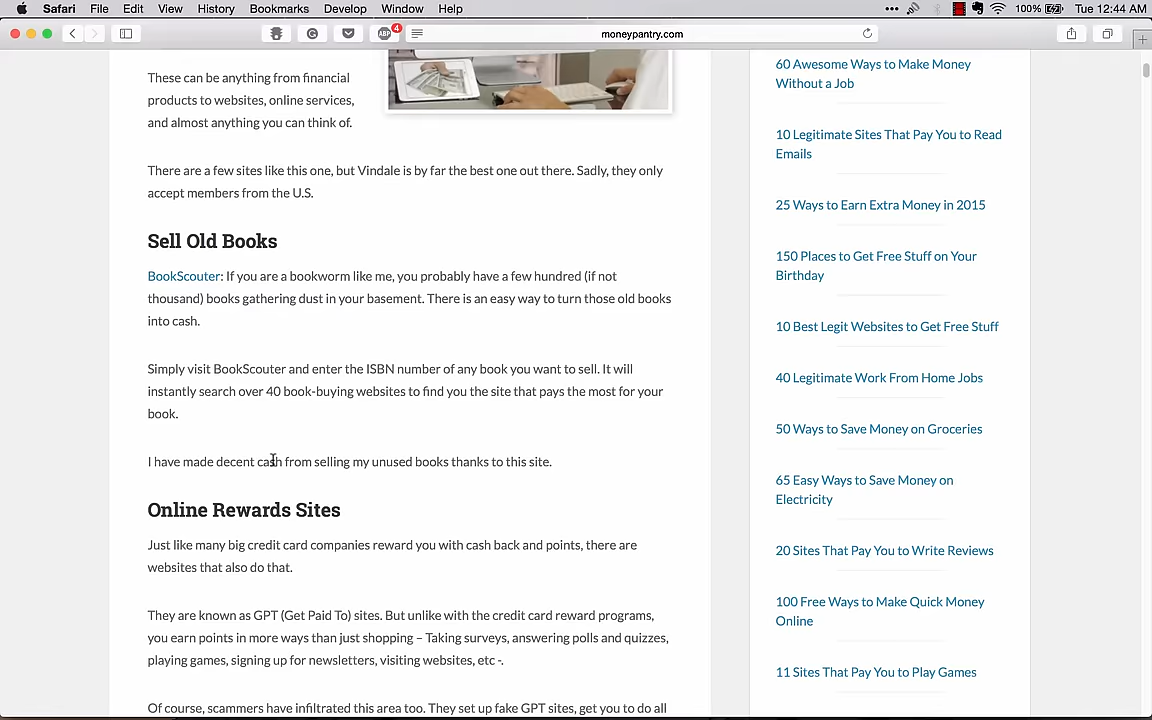 Safari File Edit View History Bookmarks Develop Window Help
100% Tue 12:44 AM
ABP 4
moneypantry.com
These can be anything from financial
products to websites, online services,
and almost anything you can think of.
There are a few sites like this one, but Vindale is by far the best one out there. Sadly, they only
accept members from the U.S.
Sell Old Books
BookScouter: If you are a bookworm like me, you probably have a few hundred (if not
thousand) books gathering dust in your basement. There is an easy way to turn those old books
into cash.
Simply visit BookScouter and enter the ISBN number of any book you want to sell. It will
instantly search over 40 book-buying websites to find you the site that pays the most for your
book.
I have made decent cash from selling my unused books thanks to this site.
Online Rewards Sites
Just like many big credit card companies reward you with cash back and points, there are
websites that also do that.
They are known as GPT (Get Paid To) sites. But unlike with the credit card reward programs,
you earn points in more ways than just shopping – Taking surveys, answering polls and quizzes,
playing games, signing up for newsletters, visiting websites, etc -.
Of course, scammers have infiltrated this area too. They set up fake GPT sites, get you to do all
60 Awesome Ways to Make Money
Without a Job
10 Legitimate Sites That Pay You to Read
Emails
25 Ways to Earn Extra Money in 2015
150 Places to Get Free Stuff on Your
Birthday
10 Best Legit Websites to Get Free Stuff
40 Legitimate Work From Home Jobs
50 Ways to Save Money on Groceries
65 Easy Ways to Save Money on
Electricity
20 Sites That Pay You to Write Reviews
100 Free Ways to Make Quick Money
Online
11 Sites That Pay You to Play Games